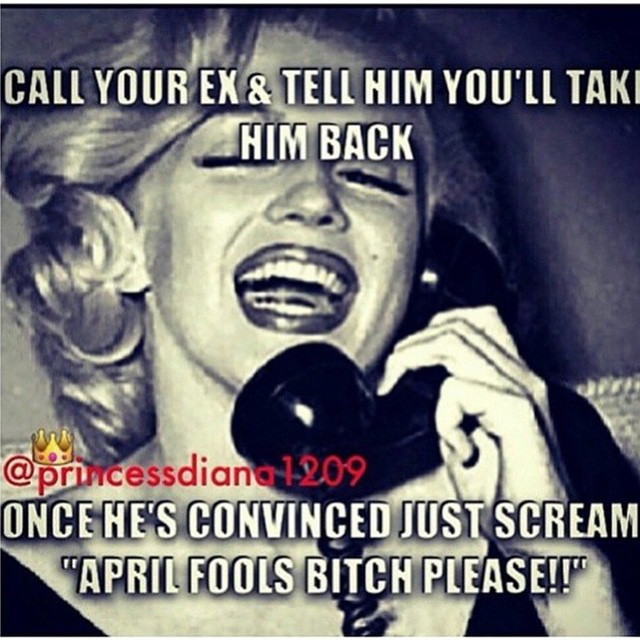 CALL YOUR EX & TELL HIM YOU'LL TAK
HIM BACK
@princessdiana1209
ONCE HE'S CONVINCED JUST SCREAM
"APRIL FOOLS BITCH PLEASE!!"